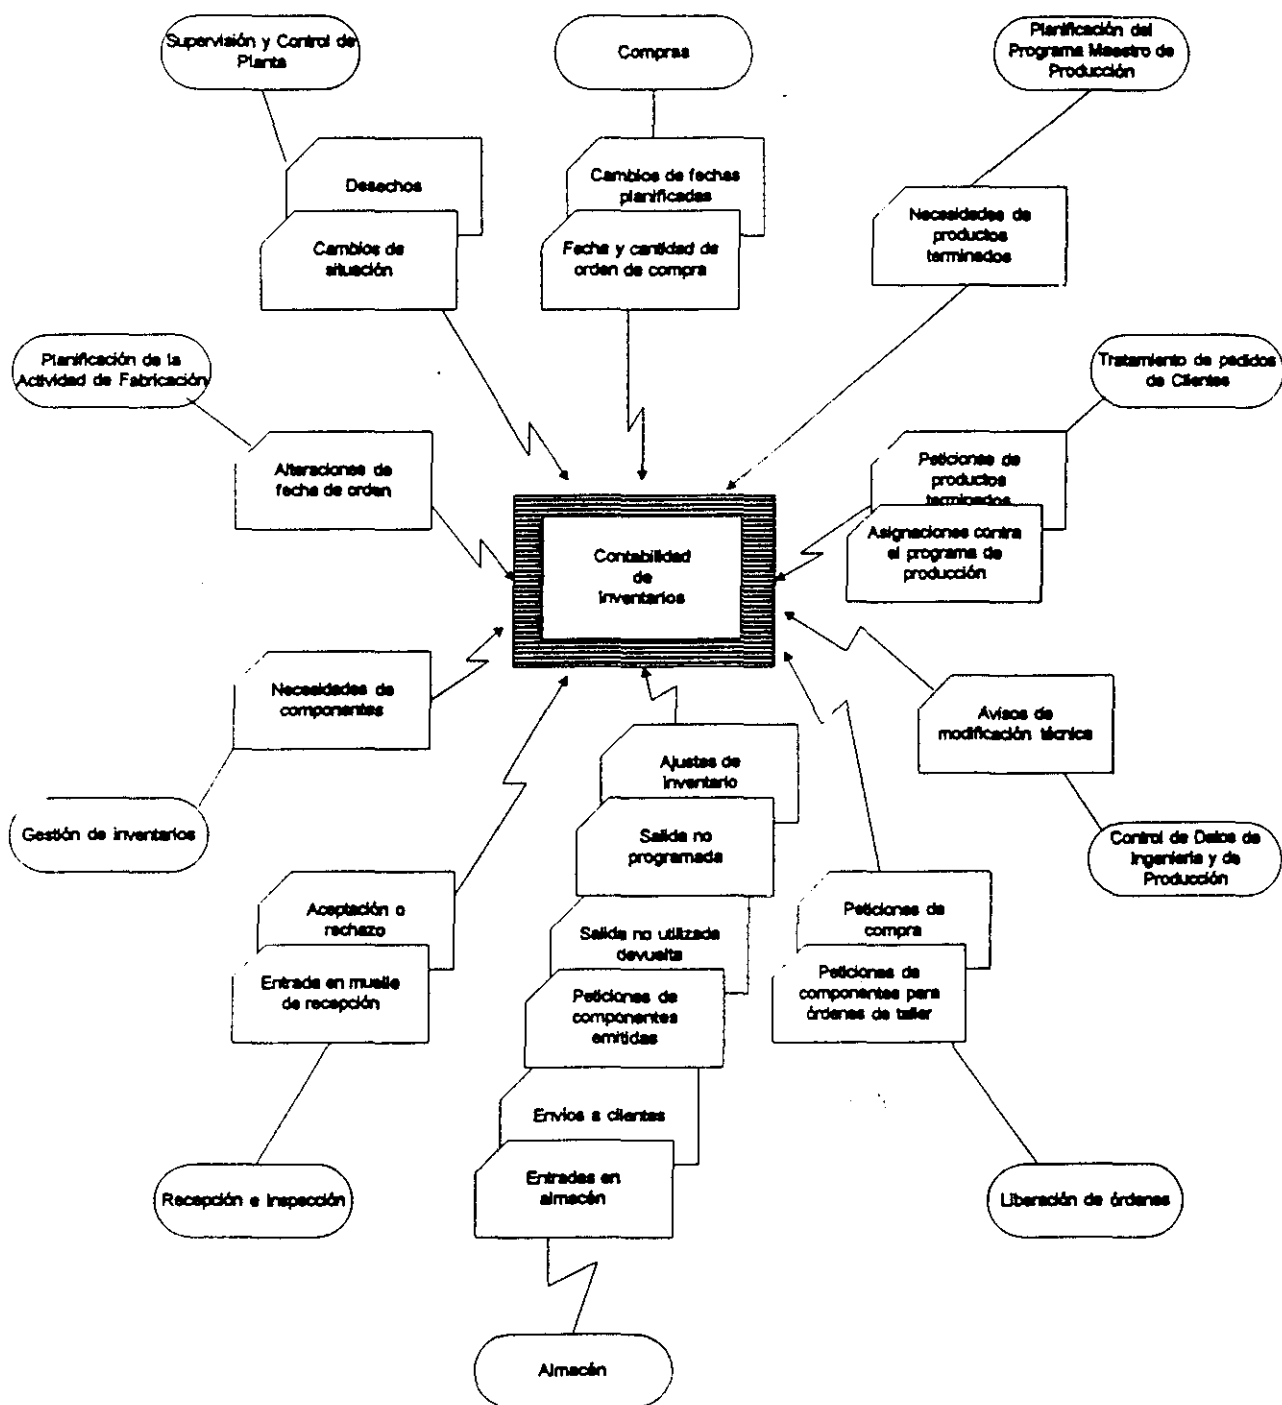 Supervisión y Control de
Planta
Compras
Planificación del
Programa Maestro de
Producción
Desechos
Cambios de
situación
Cambios de fechas
planificadas
Fecha y cantidad de
orden de compra
Necesidades de
productos
terminados
Planificación de la
Actividad de Fabricación
Tratamiento de pedidos
de Clientes
Alteraciones de
fecha de orden
Peticiones de
productos
terminados
Asignaciones contra
el programa de
producción
Contabilidad
de
inventarios
Necesidades de
componentes
Avisos de
modificación técnica
Gestión de inventarios
Control de Datos de
Ingeniería y de
Producción
Ajustes de
inventario
Salida no
programada
Salida no utilizada
devuelta
Peticiones de
componentes
emitidas
Envíos a clientes
Entradas en
almacén
Aceptación o
rechazo
Entrada en muelle
de recepción
Peticiones de
compra
Peticiones de
componentes para
órdenes de taller
Recepción e Inspección
Liberación de órdenes
Almacén